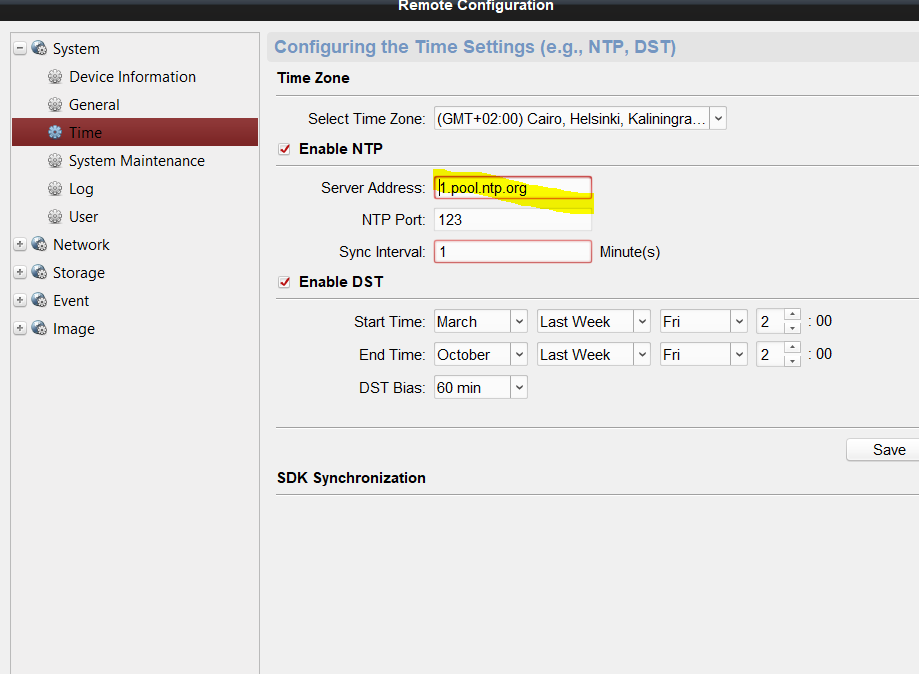 Remote Configuration
System
Device Information
General
Time
System Maintenance
Log
User
Network
Storage
Event
Image
Configuring the Time Settings (e.g., NTP, DST)
Time Zone
Select Time Zone: (GMT+02:00) Cairo, Helsinki, Kaliningra...
Enable NTP
Server Address: 1.pool.ntp.org
NTP Port: 123
Sync Interval: 1 Minute(s)
Enable DST
Start Time: March Last Week Fri 2 : 00
End Time: October Last Week Fri 2 : 00
DST Bias: 60 min
Save
SDK Synchronization